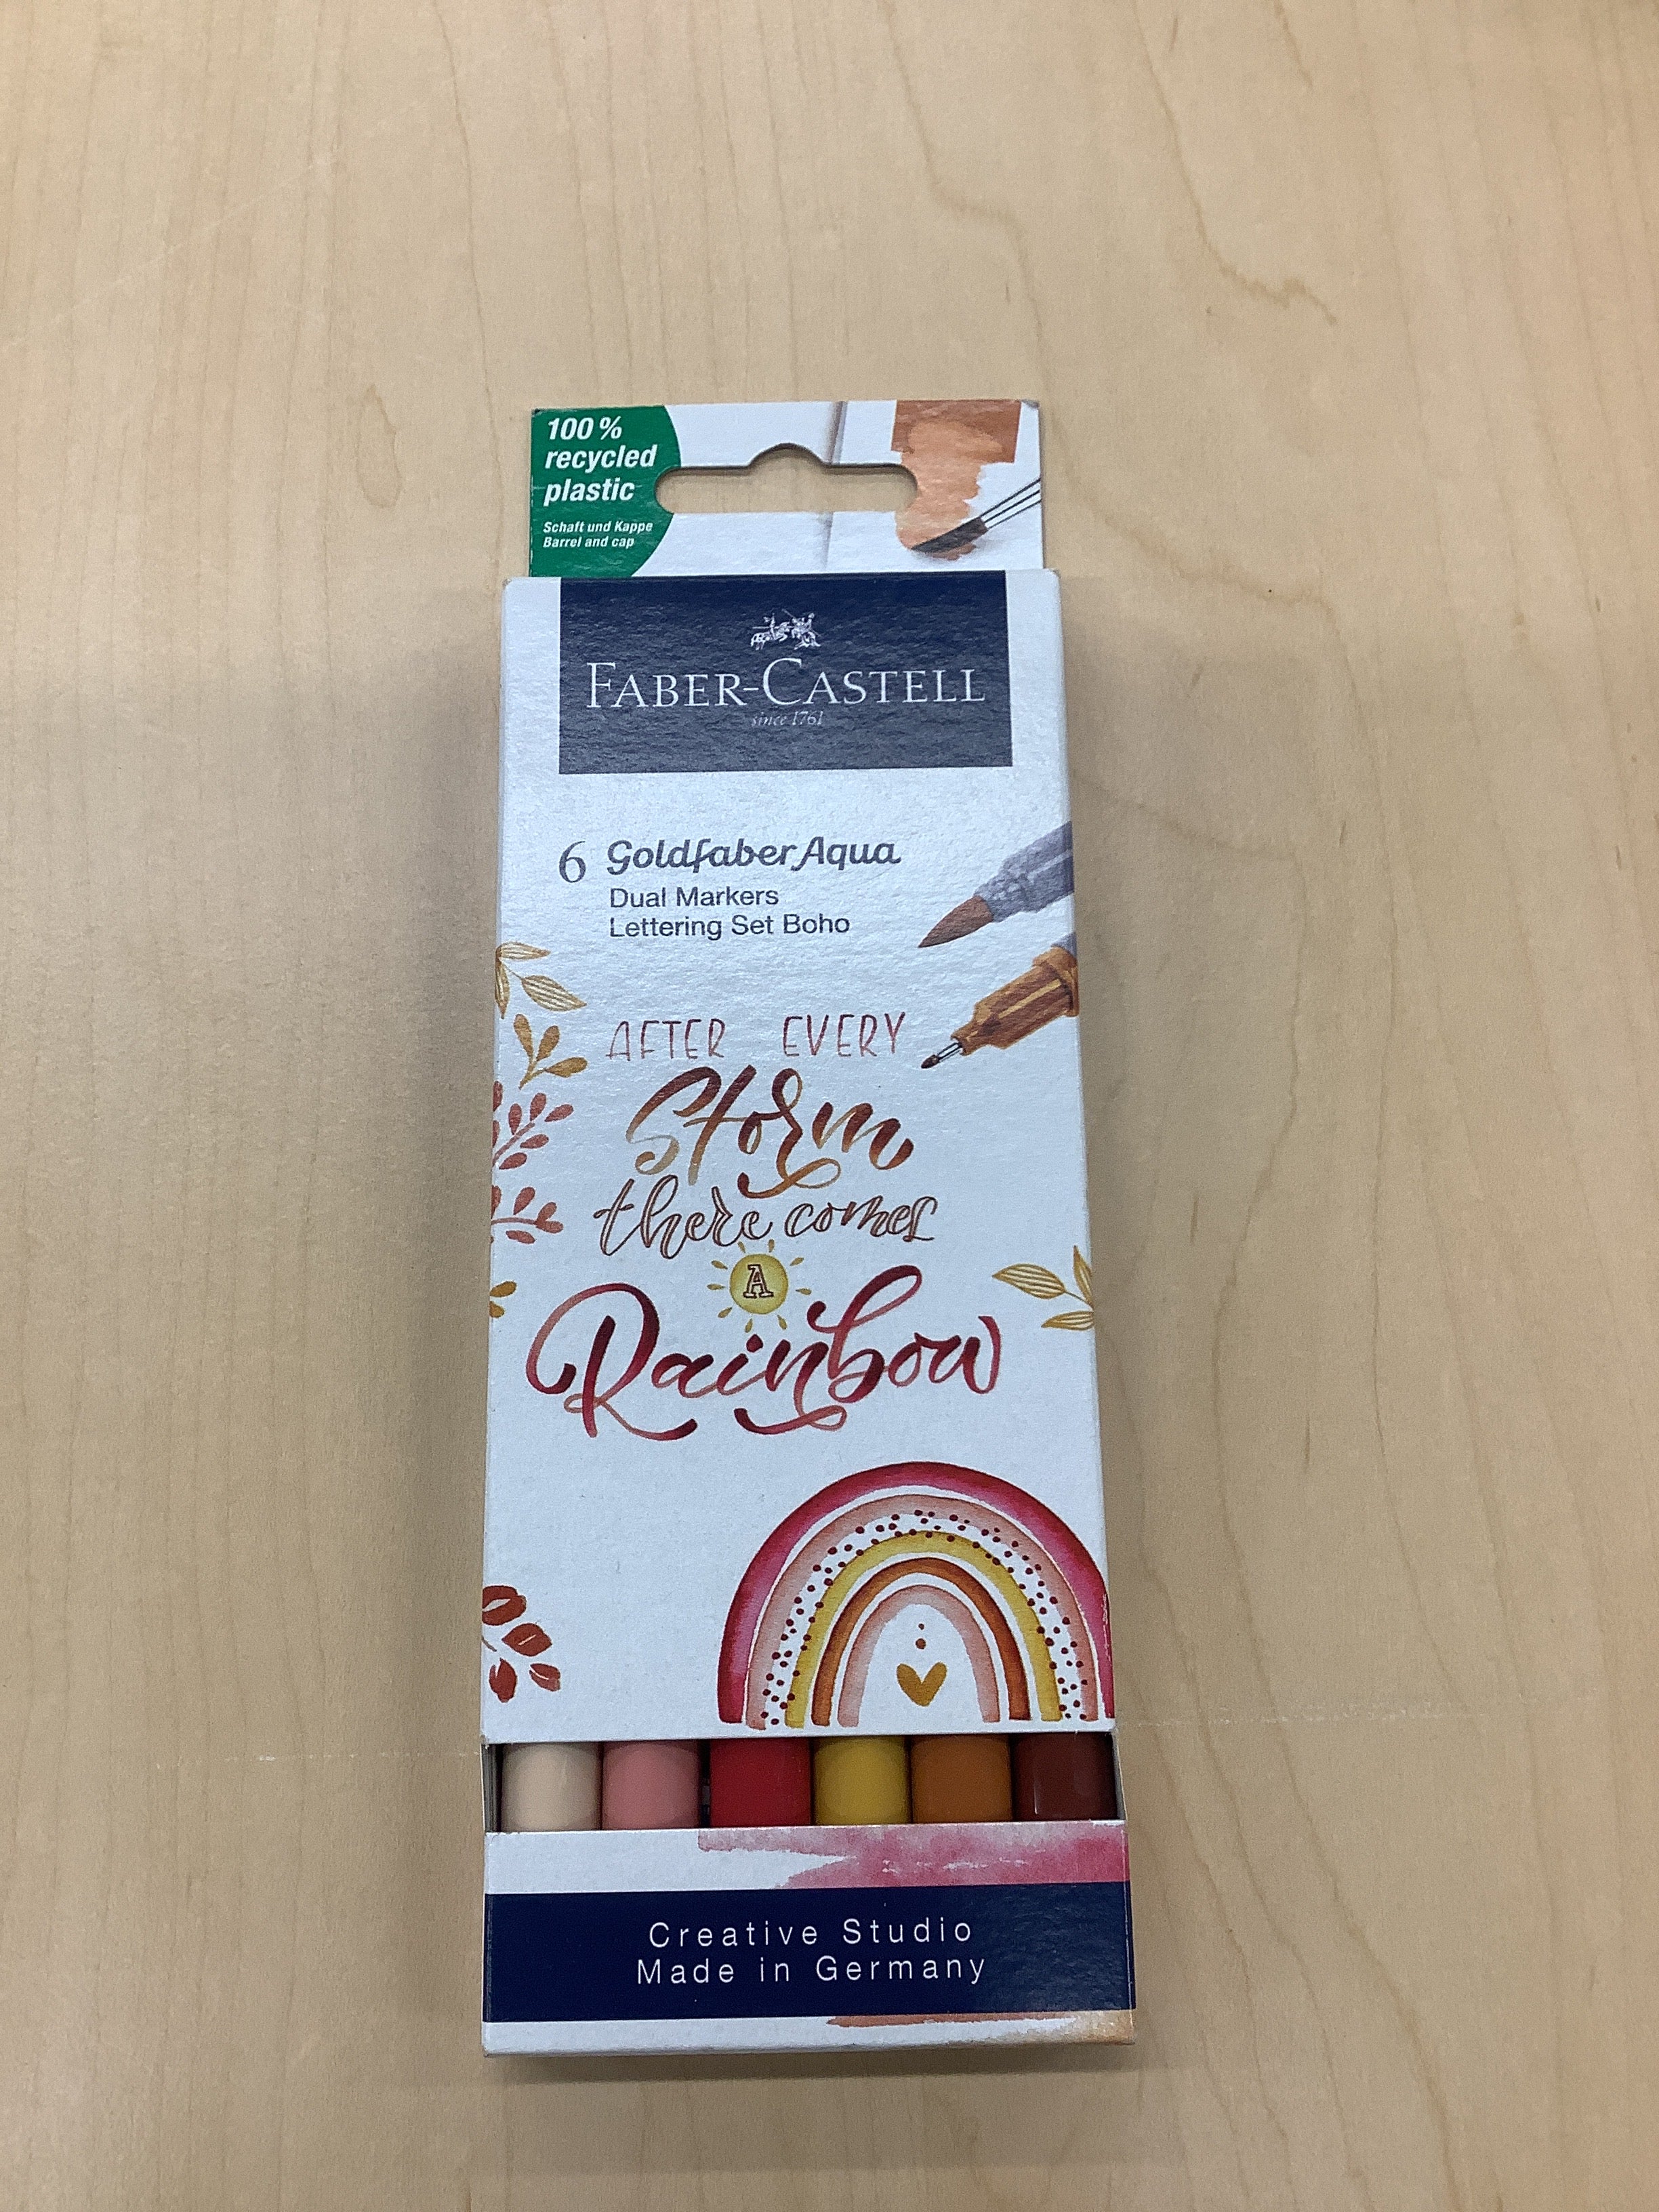 100 %
recycled
plastic
Schaft und Kappe
Barrel and cap
FABER-CASTELL
since 1761
6 Goldfaber Aqua
Dual Markers
Lettering Set Boho
AFTER EVERY
Storm
there comes
A
Rainbow
Creative Studio
Made in Germany